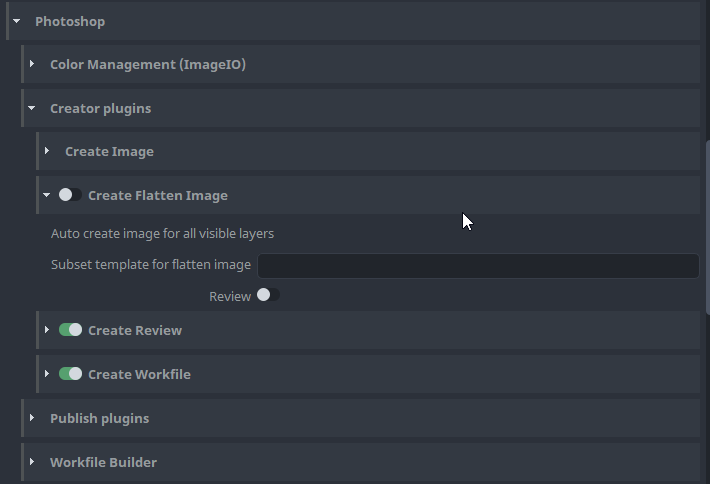 Photoshop
Color Management (ImageIO)
Creator plugins
Create Image
Create Flatten Image
Auto create image for all visible layers
Subset template for flatten image
Review
Create Review
Create Workfile
Publish plugins
Workfile Builder